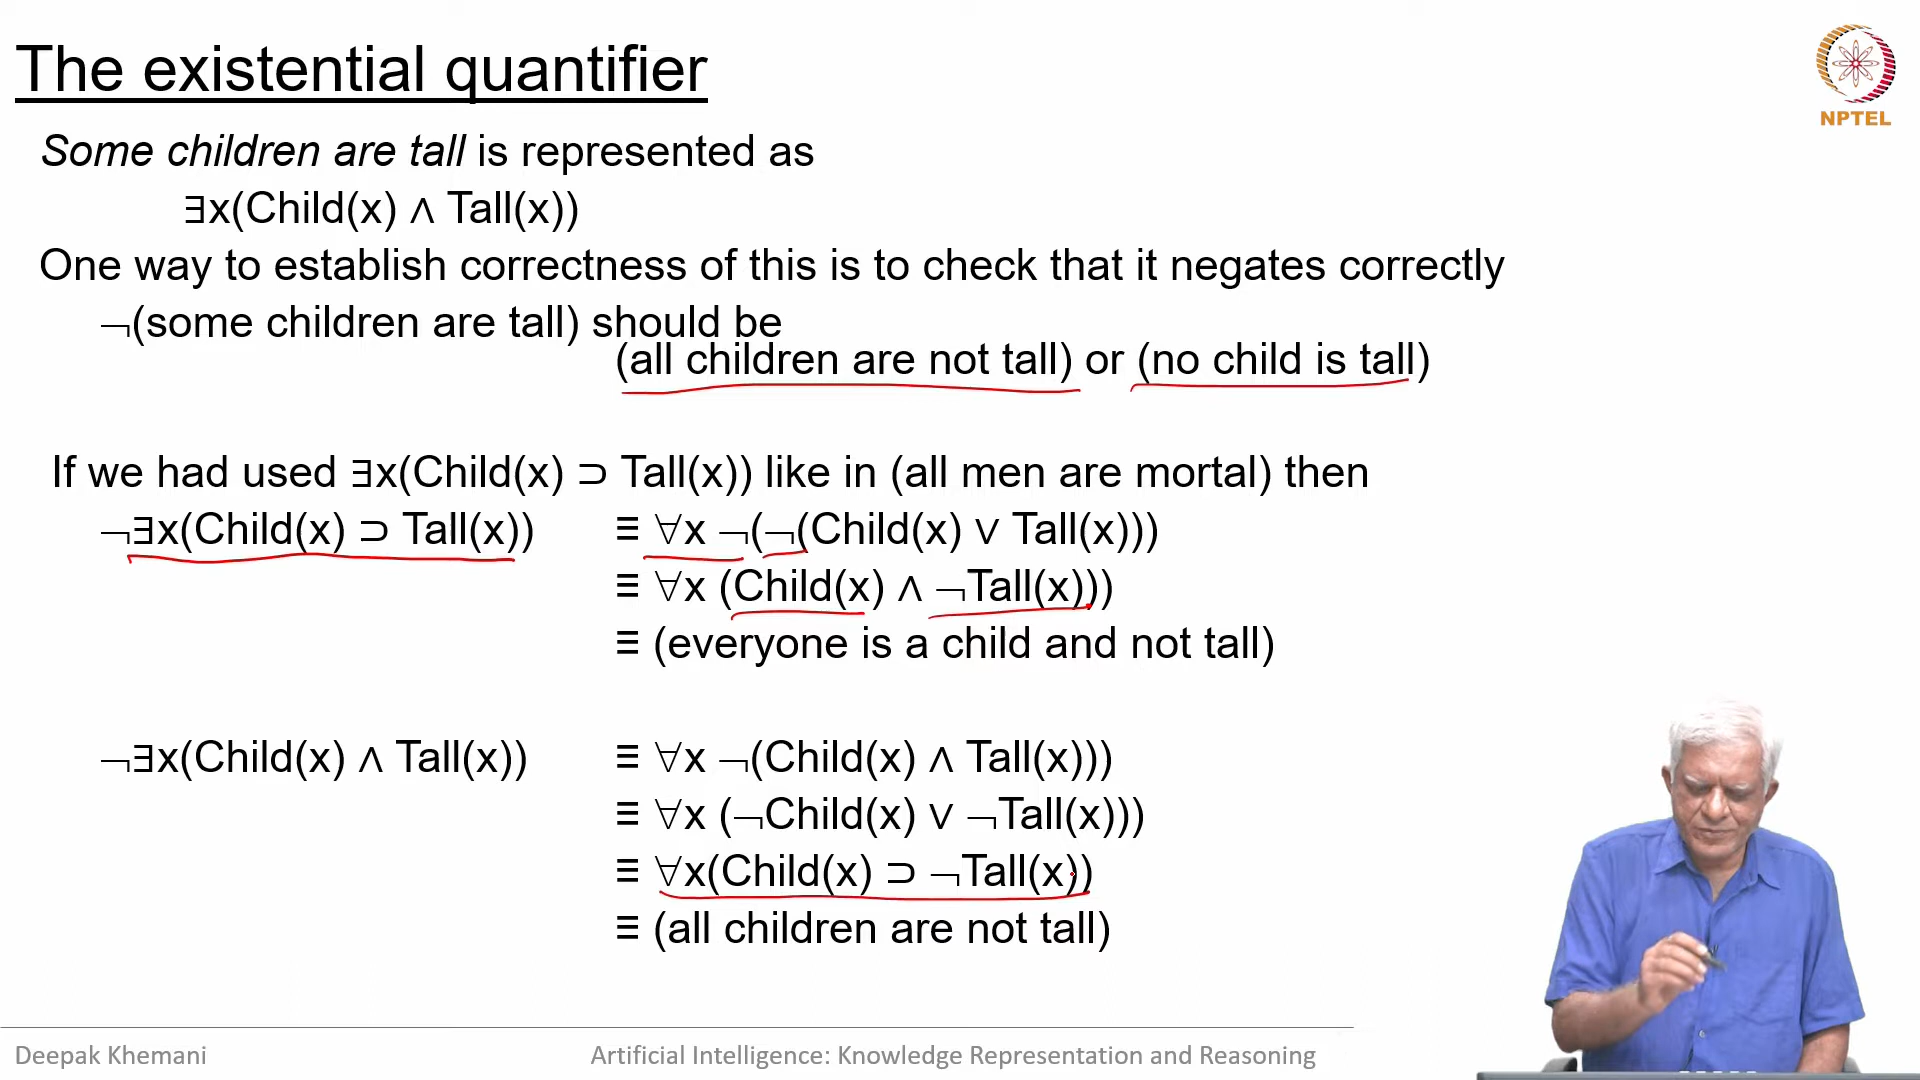 The existential quantifier
NPTEL
Some children are tall is represented as
∃x(Child(x) ∧ Tall(x))
One way to establish correctness of this is to check that it negates correctly
¬(some children are tall) should be
(all children are not tall) or (no child is tall)
If we had used ∃x(Child(x) ⊃ Tall(x)) like in (all men are mortal) then
¬∃x(Child(x) ⊃ Tall(x)) ≡ ∀x ¬(¬(Child(x) ∨ Tall(x)))
≡ ∀x (Child(x) ∧ ¬Tall(x)))
≡ (everyone is a child and not tall)
¬∃x(Child(x) ∧ Tall(x)) ≡ ∀x ¬(Child(x) ∧ Tall(x)))
≡ ∀x (¬Child(x) ∨ ¬Tall(x)))
≡ ∀x(Child(x) ⊃ ¬Tall(x))
≡ (all children are not tall)
Deepak Khemani Artificial Intelligence: Knowledge Representation and Reasoning